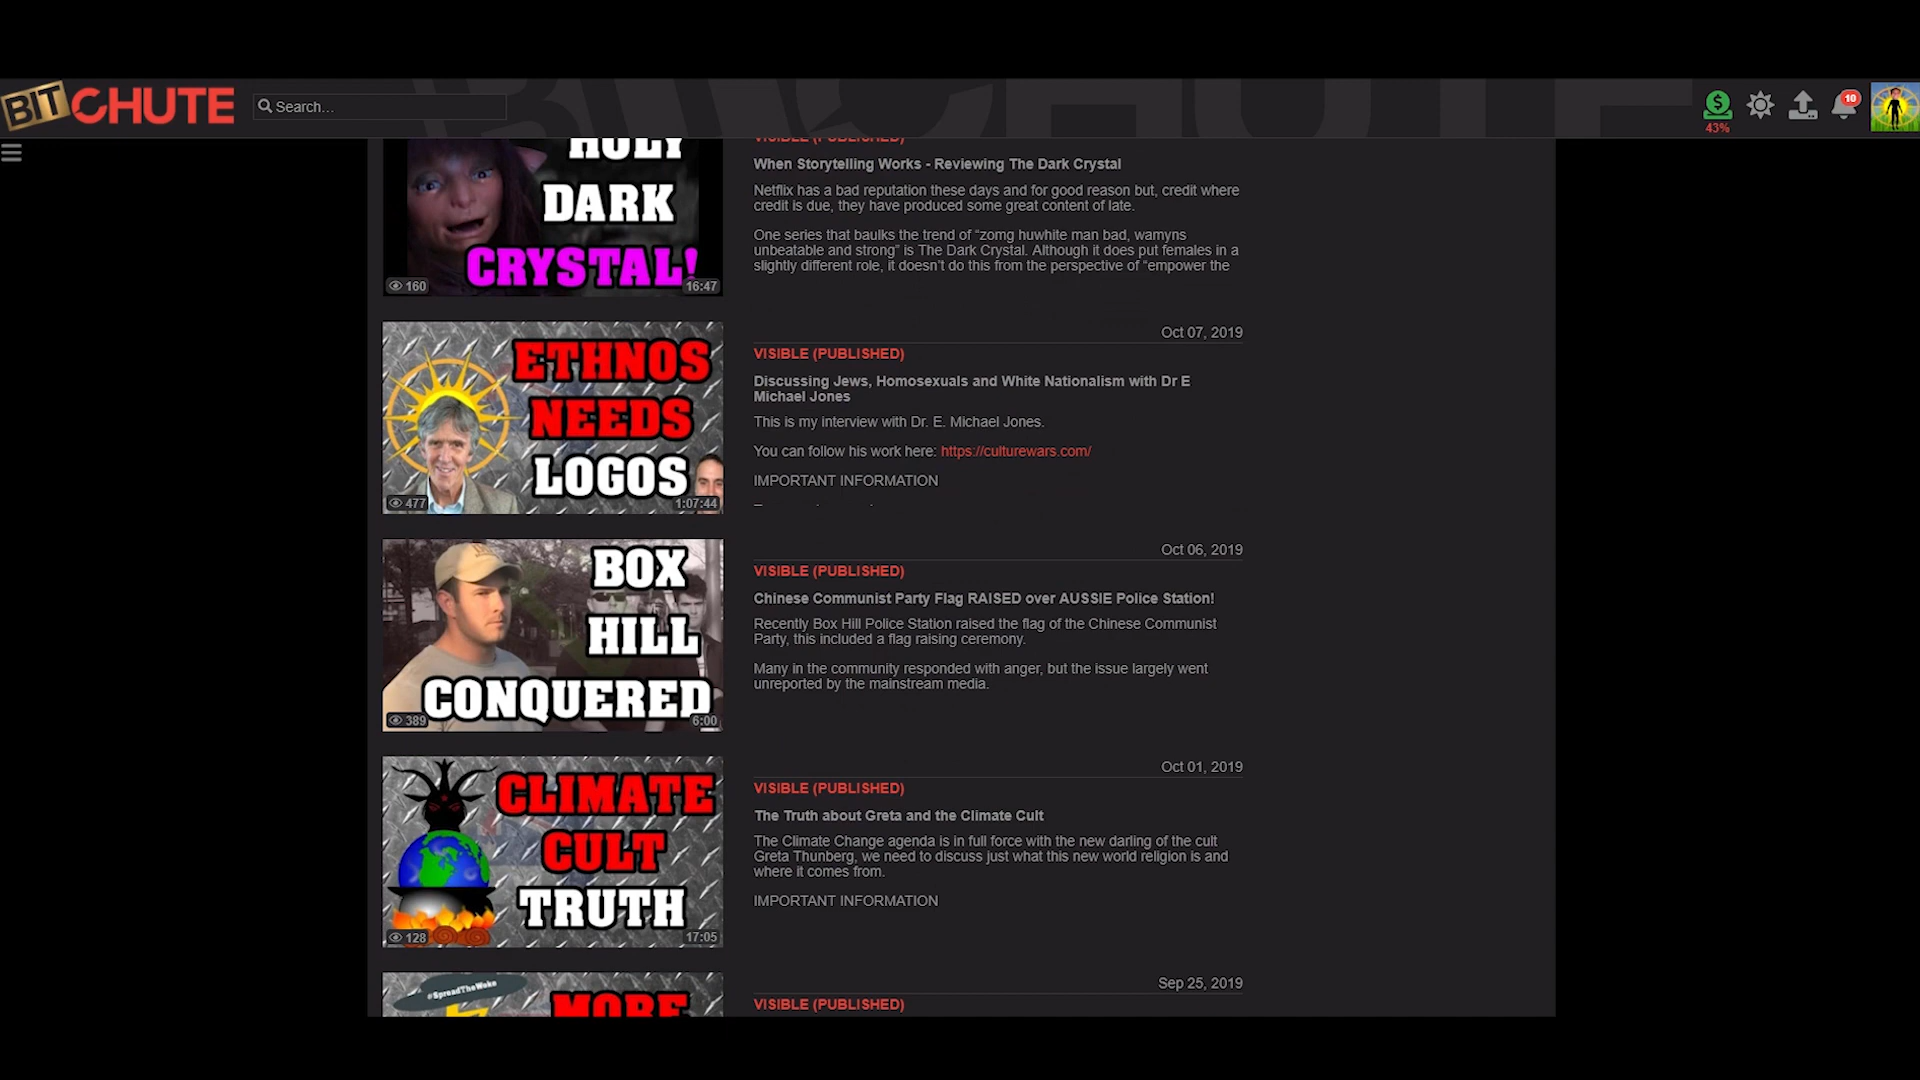 BITCHUTE
Search...
10
43%
HOLY
DARK
CRYSTAL!
160
16:47
VISIBLE (PUBLISHED)
When Storytelling Works - Reviewing The Dark Crystal
Netflix has a bad reputation these days and for good reason but, credit where
credit is due, they have produced some great content of late.
One series that baulks the trend of “zomg huwhite man bad, wamyns
unbeatable and strong” is The Dark Crystal. Although it does put females in a
slightly different role, it doesn’t do this from the perspective of “empower the
ETHNOS
NEEDS
LOGOS
477
1:07:44
Oct 07, 2019
VISIBLE (PUBLISHED)
Discussing Jews, Homosexuals and White Nationalism with Dr E
Michael Jones
This is my interview with Dr. E. Michael Jones.
You can follow his work here: https://culturewars.com/
IMPORTANT INFORMATION
BOX
HILL
CONQUERED
389
6:00
Oct 06, 2019
VISIBLE (PUBLISHED)
Chinese Communist Party Flag RAISED over AUSSIE Police Station!
Recently Box Hill Police Station raised the flag of the Chinese Communist
Party, this included a flag raising ceremony.
Many in the community responded with anger, but the issue largely went
unreported by the mainstream media.
CLIMATE
CULT
TRUTH
128
17:05
Oct 01, 2019
VISIBLE (PUBLISHED)
The Truth about Greta and the Climate Cult
The Climate Change agenda is in full force with the new darling of the cult
Greta Thunberg, we need to discuss just what this new world religion is and
where it comes from.
IMPORTANT INFORMATION
@SpreadTheWoke
MORE
Sep 25, 2019
VISIBLE (PUBLISHED)